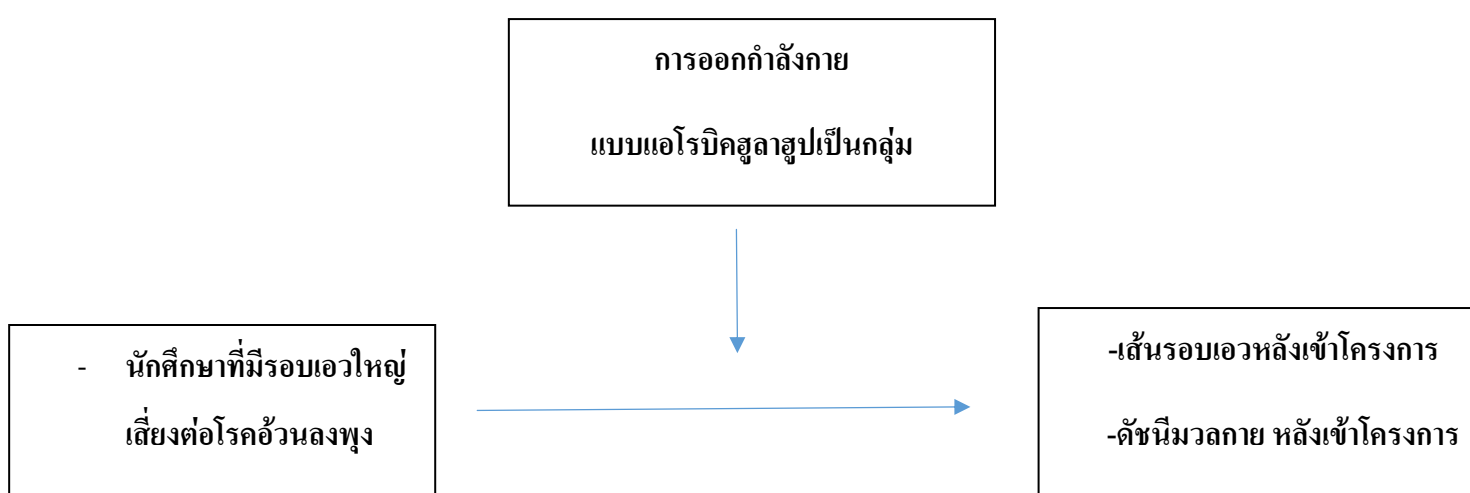 การออกกำลังกาย
แบบแอโรบิคฮูลาฮูปเป็นกลุ่ม
- นักศึกษาที่มีรอบเอวใหญ่
เสี่ยงต่อโรคอ้วนลงพุง
-เส้นรอบเอวหลังเข้าโครงการ
-ดัชนีมวลกาย หลังเข้าโครงการ